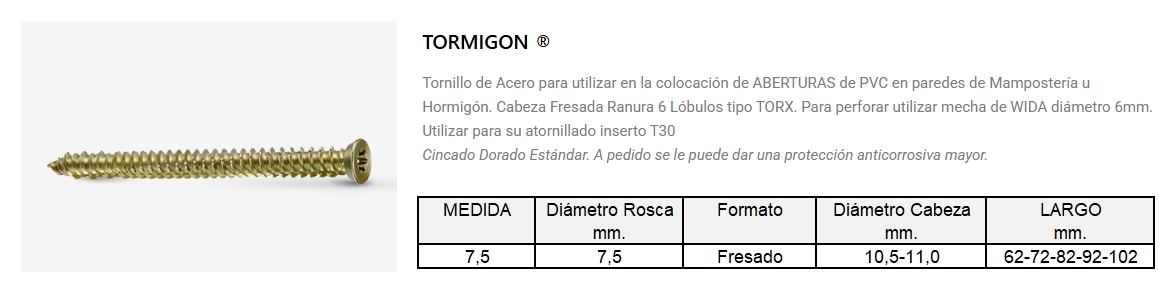 TORMIGON ®
Tornillo de Acero para utilizar en la colocación de ABERTURAS de PVC en paredes de Mampostería u
Hormigón. Cabeza Fresada Ranura 6 Lóbulos tipo TORX. Para perforar utilizar mecha de WIDA diámetro 6mm.
Utilizar para su atornillado inserto T30
Cincado Dorado Estándar. A pedido se le puede dar una protección anticorrosiva mayor.
MEDIDA Diámetro Rosca mm. Formato Diámetro Cabeza mm. LARGO mm.
7,5 7,5 Fresado 10,5-11,0 62-72-82-92-102